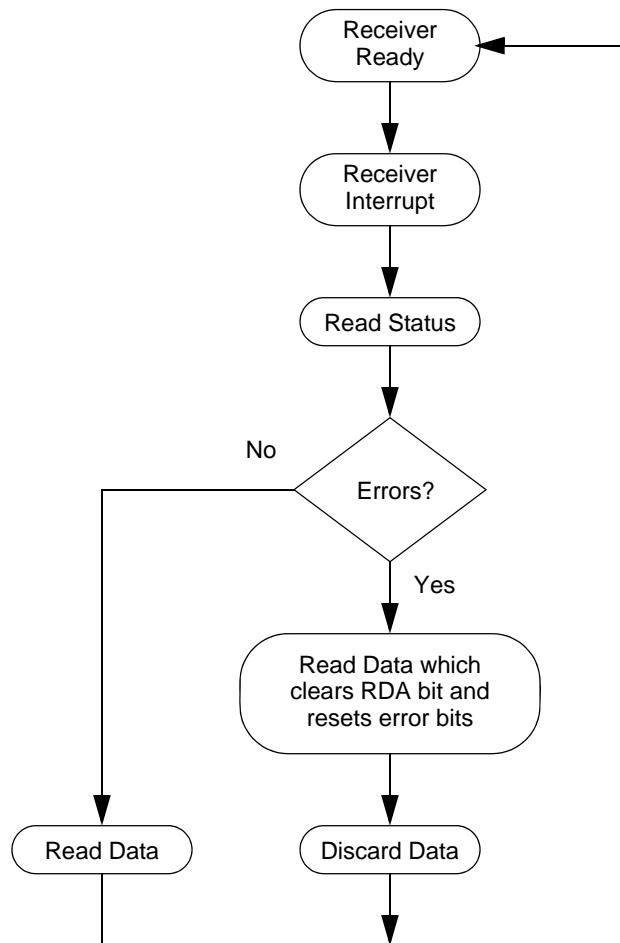 Receiver
Ready
Receiver
Interrupt
Read Status
No
Errors?
Yes
Read Data which
clears RDA bit and
resets error bits
Read Data
Discard Data